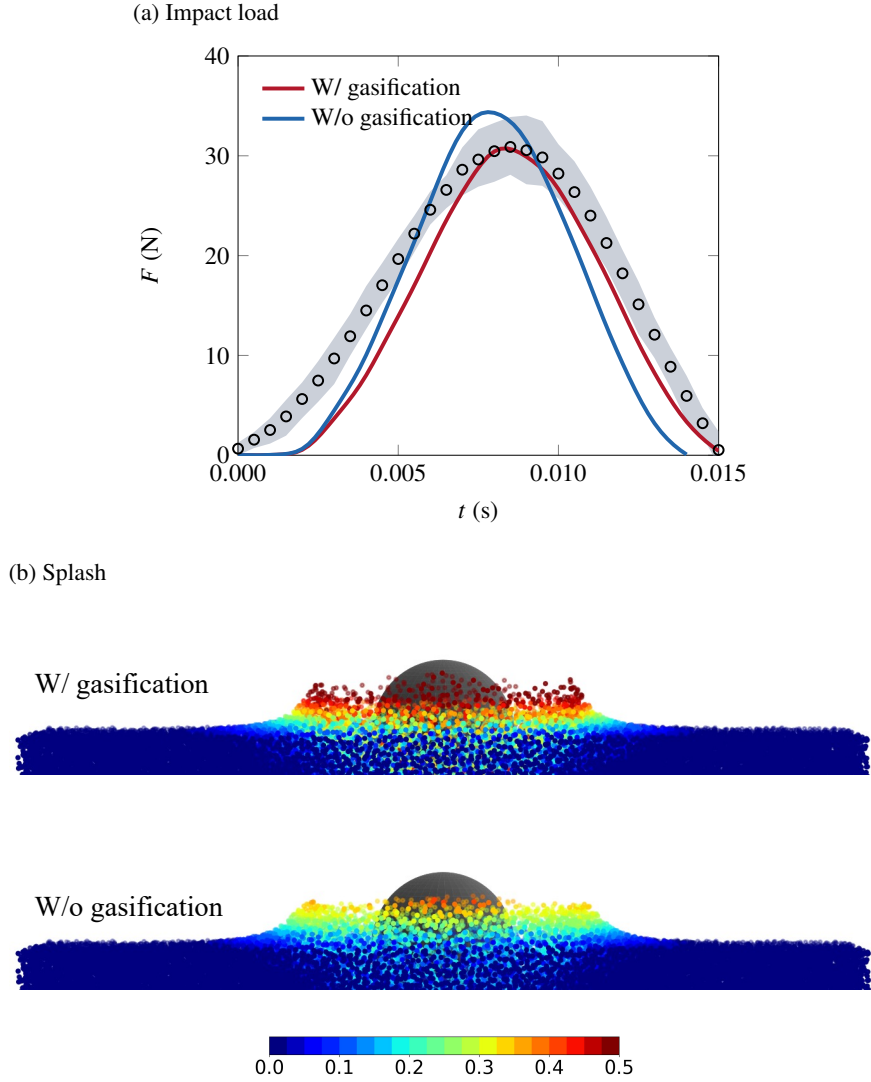 (a) Impact load
40
30
20
10
0
F (N)
W/ gasification
W/o gasification
0.000 0.005 0.010 0.015
t (s)
(b) Splash
W/ gasification
W/o gasification
0.0 0.1 0.2 0.3 0.4 0.5